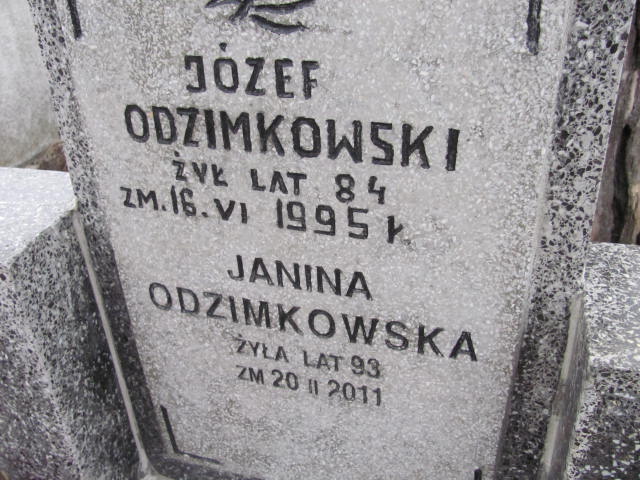 JÓZEF
ODZIMKOWSKI
ŻYŁ LAT 84
ZM. 16. VI 1995 r.
JANINA
ODZIMKOWSKA
ŻYŁA LAT 93
ZM 20 II 2011